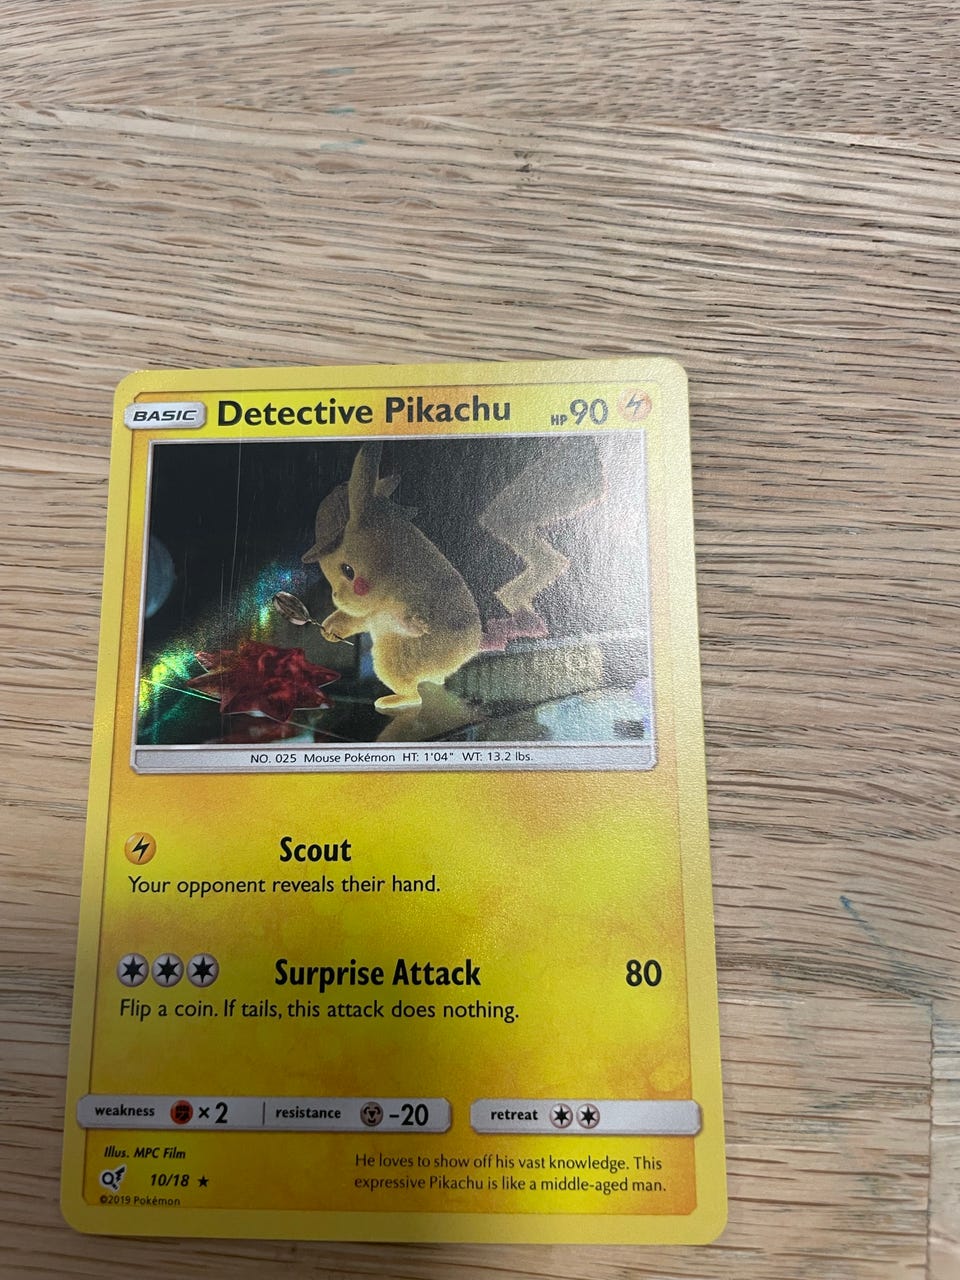 BASIC Detective Pikachu HP 90
NO. 025 Mouse Pokémon HT: 1'04" WT: 13.2 lbs.
Scout
Your opponent reveals their hand.
Surprise Attack 80
Flip a coin. If tails, this attack does nothing.
weakness × 2 resistance -20 retreat
Illus. MPC Film
10/18 ★
©2019 Pokémon
He loves to show off his vast knowledge. This
expressive Pikachu is like a middle-aged man.